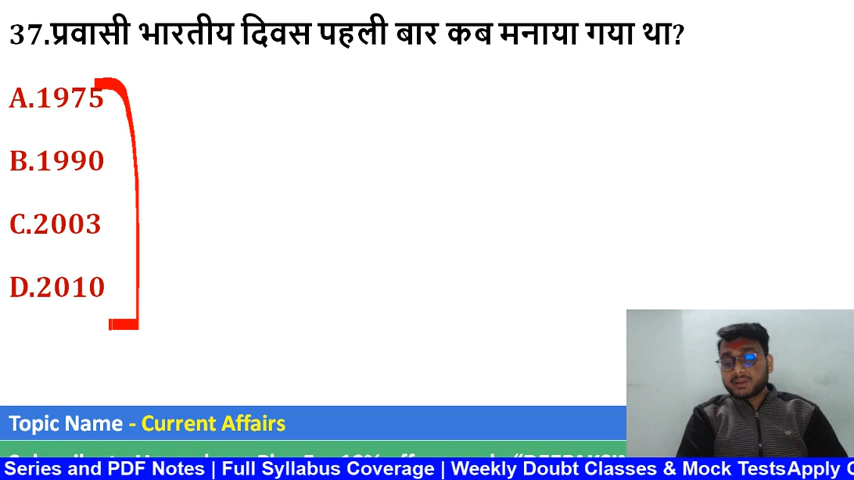 37.प्रवासी भारतीय दिवस पहली बार कब मनाया गया था?
A.1975
B.1990
C.2003
D.2010
Topic Name - Current Affairs
Series and PDF Notes | Full Syllabus Coverage | Weekly Doubt Classes & Mock TestsApply